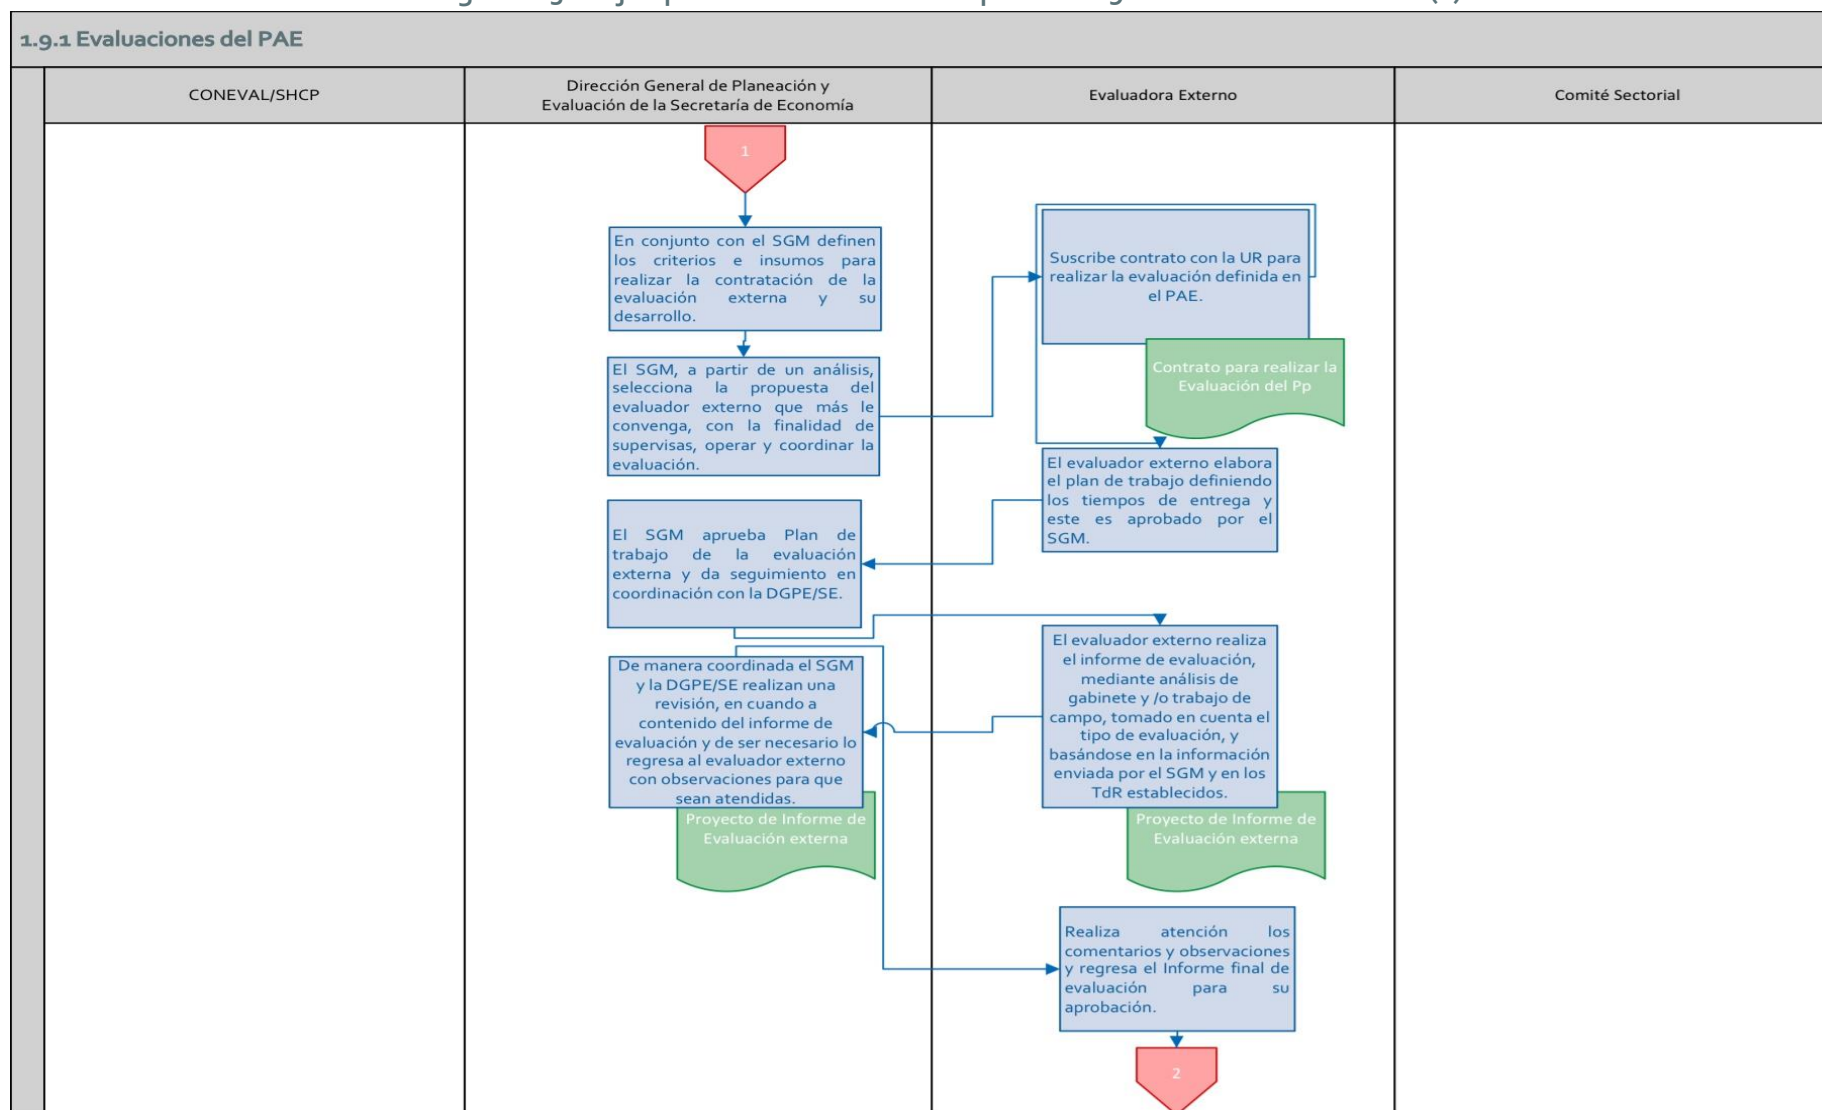 1.9.1 Evaluaciones del PAE
CONEVAL/SHCP
Dirección General de Planeación y
Evaluación de la Secretaría de Economía
Evaluadora Externo
Comité Sectorial
1
En conjunto con el SGM definen
los criterios e insumos para
realizar la contratación de la
evaluación externa y su
desarrollo.
El SGM, a partir de un análisis,
selecciona la propuesta del
evaluador externo que más le
convenga, con la finalidad de
supervisas, operar y coordinar la
evaluación.
Suscribe contrato con la UR para
realizar la evaluación definida en
el PAE.
Contrato para realizar la
Evaluación del Pp
El evaluador externo elabora
el plan de trabajo definiendo
los tiempos de entrega y
este es aprobado por el
SGM.
El SGM aprueba Plan de
trabajo de la evaluación
externa y da seguimiento en
coordinación con la DGPE/SE.
El evaluador externo realiza
el informe de evaluación,
mediante análisis de
gabinete y /o trabajo de
campo, tomado en cuenta el
tipo de evaluación, y
basándose en la información
enviada por el SGM y en los
TdR establecidos.
Proyecto de Informe de
Evaluación externa
De manera coordinada el SGM
y la DGPE/SE realizan una
revisión, en cuando a
contenido del informe de
evaluación y de ser necesario lo
regresa al evaluador externo
con observaciones para que
sean atendidas.
Proyecto de Informe de
Evaluación externa
Realiza atención los
comentarios y observaciones
y regresa el Informe final de
evaluación para su
aprobación.
2